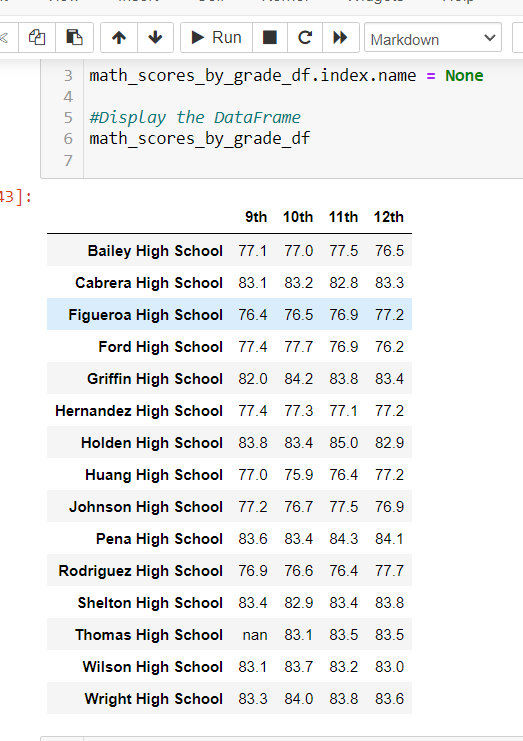 Run
Markdown
3 math_scores_by_grade_df.index.name = None
4
5 #Display the DataFrame
6 math_scores_by_grade_df
7
43]:
9th 10th 11th 12th
Bailey High School 77.1 77.0 77.5 76.5
Cabrera High School 83.1 83.2 82.8 83.3
Figueroa High School 76.4 76.5 76.9 77.2
Ford High School 77.4 77.7 76.9 76.2
Griffin High School 82.0 84.2 83.8 83.4
Hernandez High School 77.4 77.3 77.1 77.2
Holden High School 83.8 83.4 85.0 82.9
Huang High School 77.0 75.9 76.4 77.2
Johnson High School 77.2 76.7 77.5 76.9
Pena High School 83.6 83.4 84.3 84.1
Rodriguez High School 76.9 76.6 76.4 77.7
Shelton High School 83.4 82.9 83.4 83.8
Thomas High School nan 83.1 83.5 83.5
Wilson High School 83.1 83.7 83.2 83.0
Wright High School 83.3 84.0 83.8 83.6